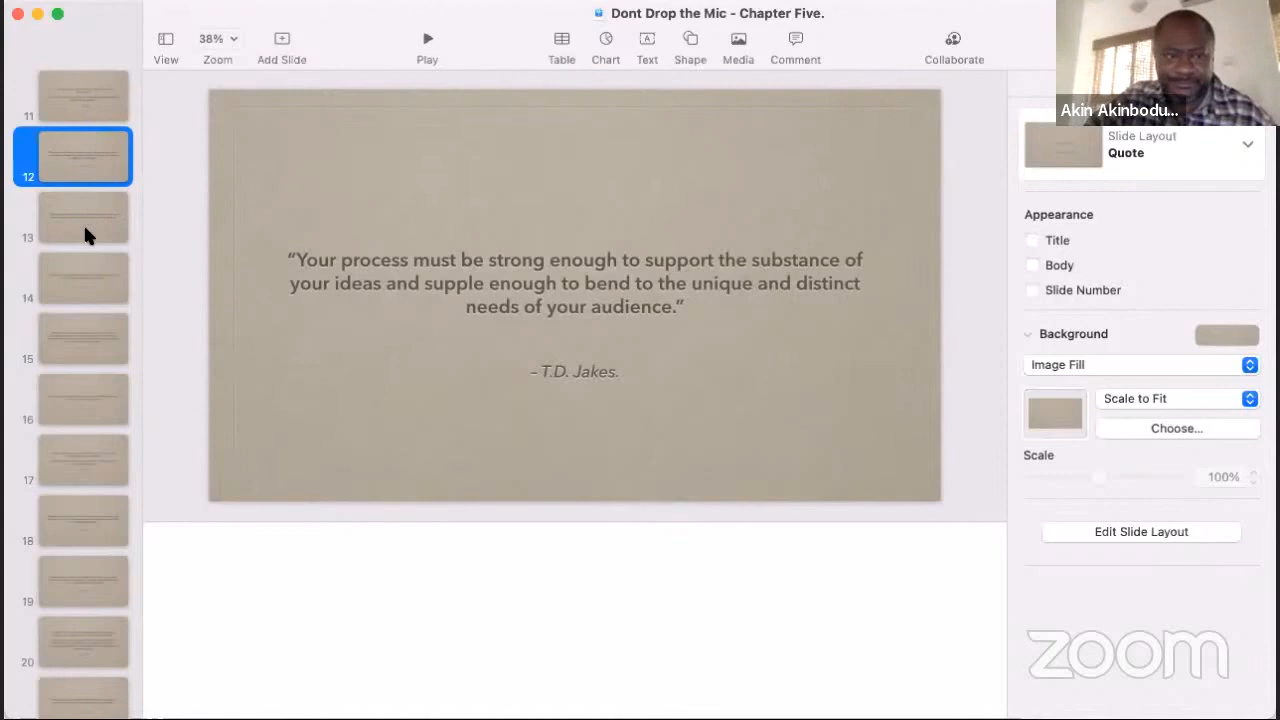 Dont Drop the Mic - Chapter Five.
38%
View
Zoom
Add Slide
Play
Table
Chart
Text
Shape
Media
Comment
Collaborate
Akin Akinbodu...
11
12
13
14
15
16
17
18
19
20
“Your process must be strong enough to support the substance of
your ideas and supple enough to bend to the unique and distinct
needs of your audience.”
– T.D. Jakes.
Slide Layout
Quote
Appearance
Title
Body
Slide Number
Background
Image Fill
Scale to Fit
Choose...
Scale
100%
Edit Slide Layout
zoom